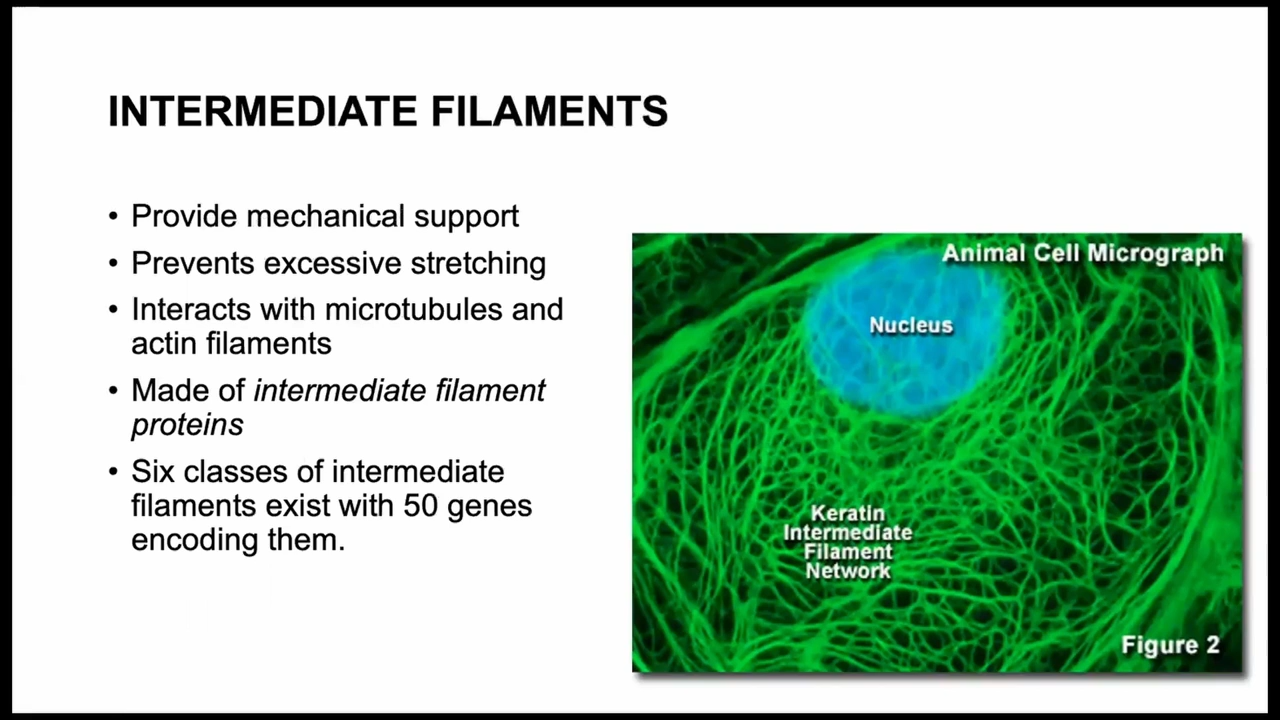 INTERMEDIATE FILAMENTS
• Provide mechanical support
• Prevents excessive stretching
• Interacts with microtubules and
actin filaments
• Made of intermediate filament
proteins
• Six classes of intermediate
filaments exist with 50 genes
encoding them.
Animal Cell Micrograph
Nucleus
Keratin
Intermediate
Filament
Network
Figure 2